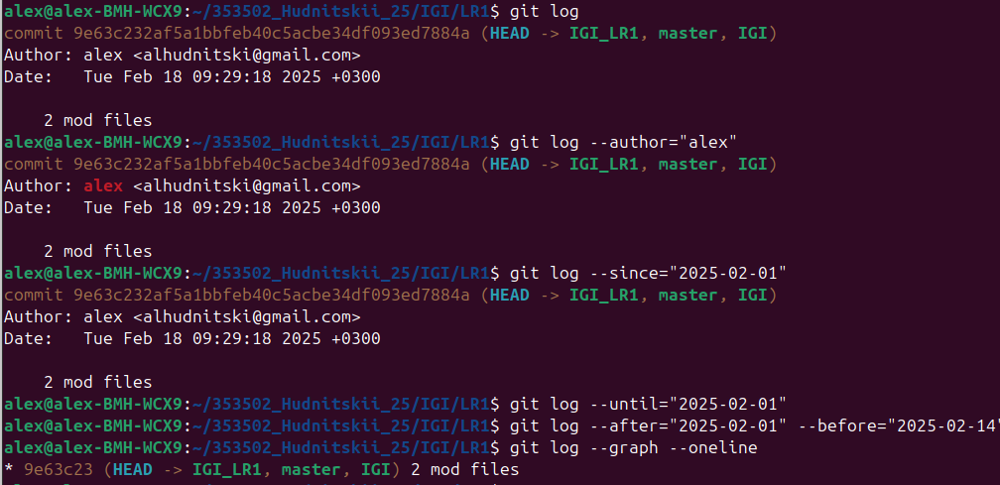 alex@alex-BMH-WCX9:~/353502_Hudnitskii_25/IGI/LR1$ git log
commit 9e63c232af5a1bbfeb40c5acbe34df093ed7884a (HEAD -> IGI_LR1, master, IGI)
Author: alex <alhudnitski@gmail.com>
Date:   Tue Feb 18 09:29:18 2025 +0300

    2 mod files
alex@alex-BMH-WCX9:~/353502_Hudnitskii_25/IGI/LR1$ git log --author="alex"
commit 9e63c232af5a1bbfeb40c5acbe34df093ed7884a (HEAD -> IGI_LR1, master, IGI)
Author: alex <alhudnitski@gmail.com>
Date:   Tue Feb 18 09:29:18 2025 +0300

    2 mod files
alex@alex-BMH-WCX9:~/353502_Hudnitskii_25/IGI/LR1$ git log --since="2025-02-01"
commit 9e63c232af5a1bbfeb40c5acbe34df093ed7884a (HEAD -> IGI_LR1, master, IGI)
Author: alex <alhudnitski@gmail.com>
Date:   Tue Feb 18 09:29:18 2025 +0300

    2 mod files
alex@alex-BMH-WCX9:~/353502_Hudnitskii_25/IGI/LR1$ git log --until="2025-02-01"
alex@alex-BMH-WCX9:~/353502_Hudnitskii_25/IGI/LR1$ git log --after="2025-02-01" --before="2025-02-14"
alex@alex-BMH-WCX9:~/353502_Hudnitskii_25/IGI/LR1$ git log --graph --oneline
* 9e63c23 (HEAD -> IGI_LR1, master, IGI) 2 mod files